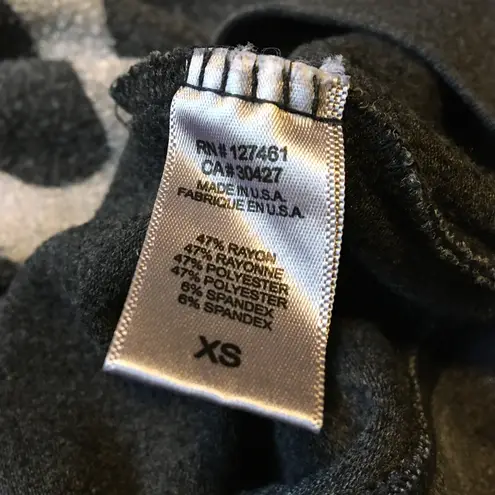 RN# 127461
CA# 30427
MADE IN U.S.A.
FABRIQUE EN U.S.A.
47% RAYON
47% RAYONNE
47% POLYESTER
47% POLYESTER
6% SPANDEX
6% SPANDEX
XS